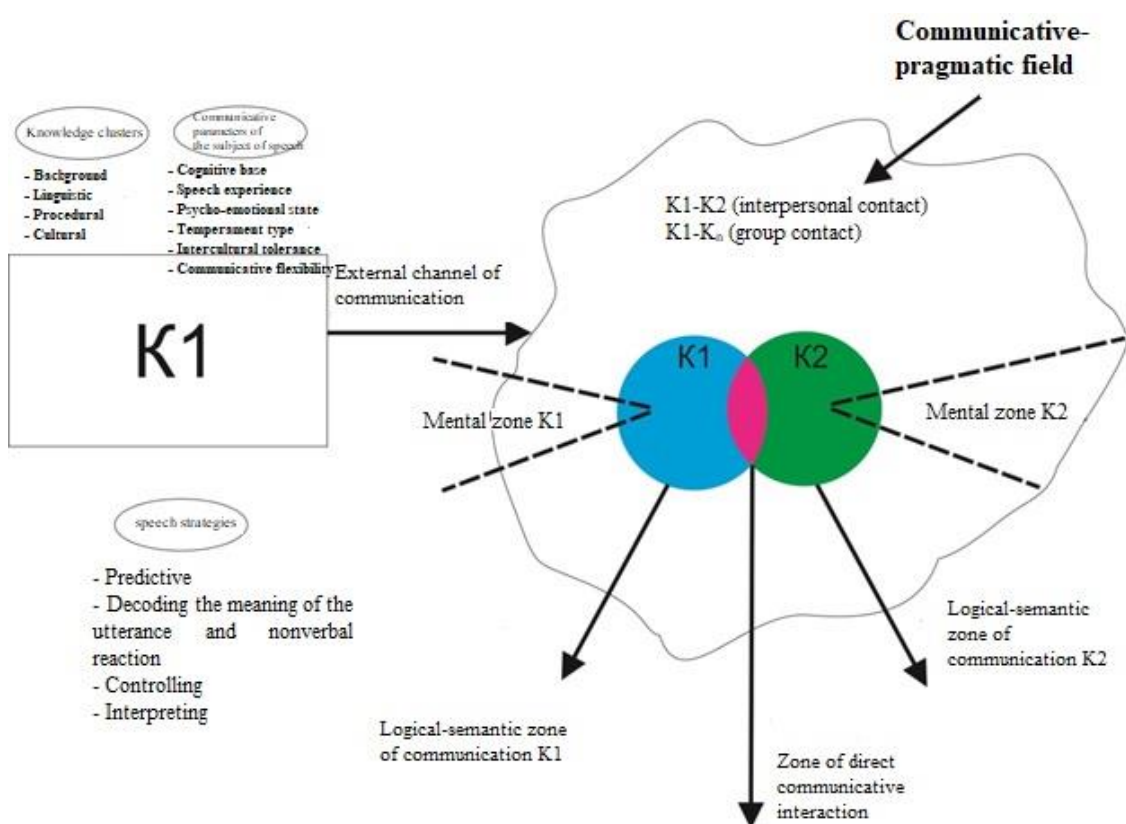 Communicative-
pragmatic field
Knowledge clusters
- Background
- Linguistic
- Procedural
- Cultural
Communicative
parameters of
the subject of speech
- Cognitive base
- Speech experience
- Psycho-emotional state
- Temperament type
- Intercultural tolerance
- Communicative flexibility
K1
External channel of
communication
K1-K2 (interpersonal contact)
K1-Kₙ (group contact)
K1
K2
Mental zone K1
Mental zone K2
speech strategies
- Predictive
- Decoding the meaning of the
utterance and nonverbal
reaction
- Controlling
- Interpreting
Logical-semantic zone
of communication K1
Zone of direct
communicative
interaction
Logical-semantic
zone of
communication K2